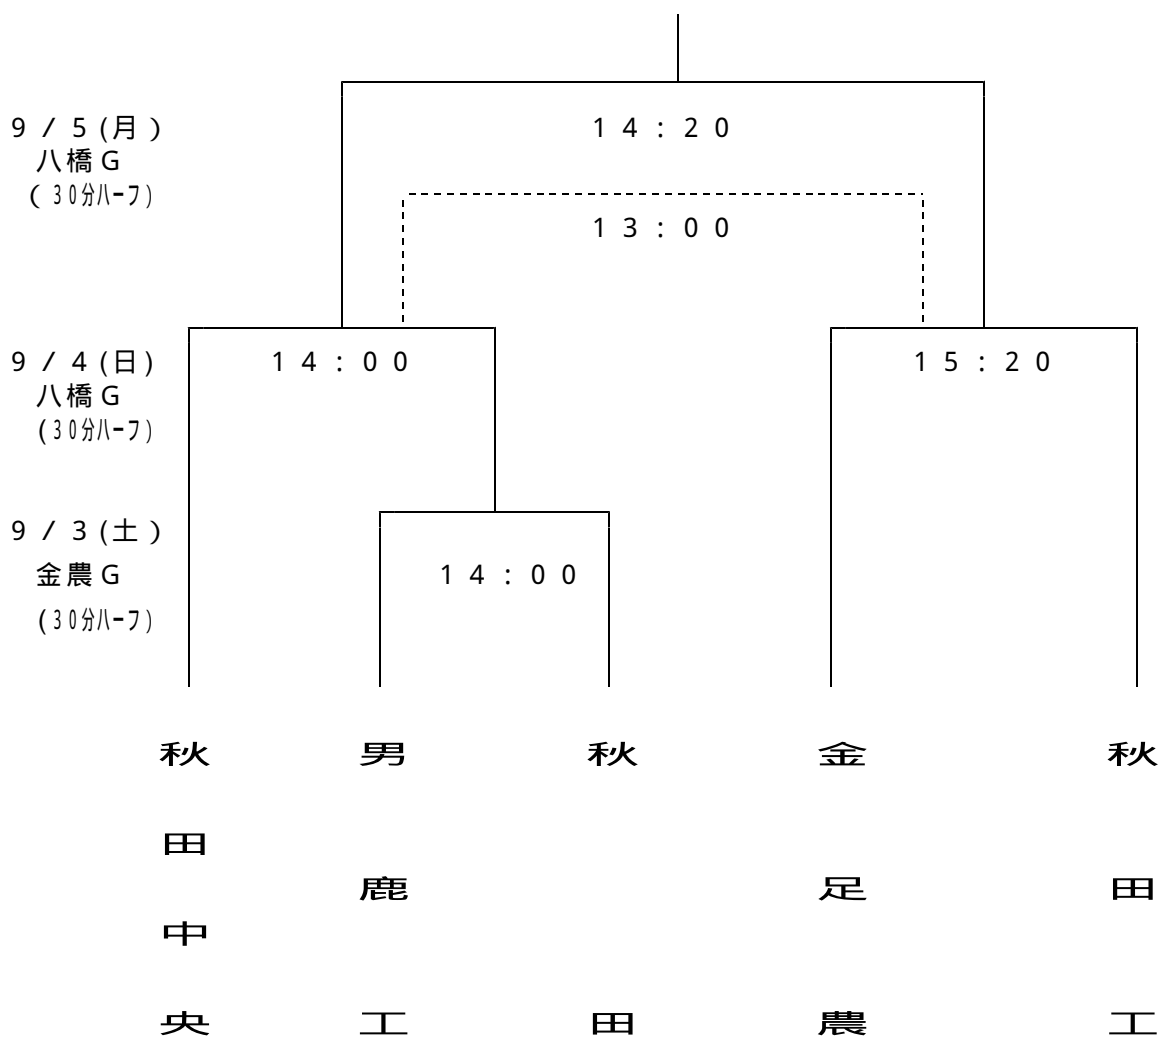 9/5(月) 14:20
八橋G
(30分ハーフ)
13:00
9/4(日) 14:00 15:20
八橋G
(30分ハーフ)
9/3(土)
金農G 14:00
(30分ハーフ)
秋田中央
男鹿工
秋田
金足農
秋田工